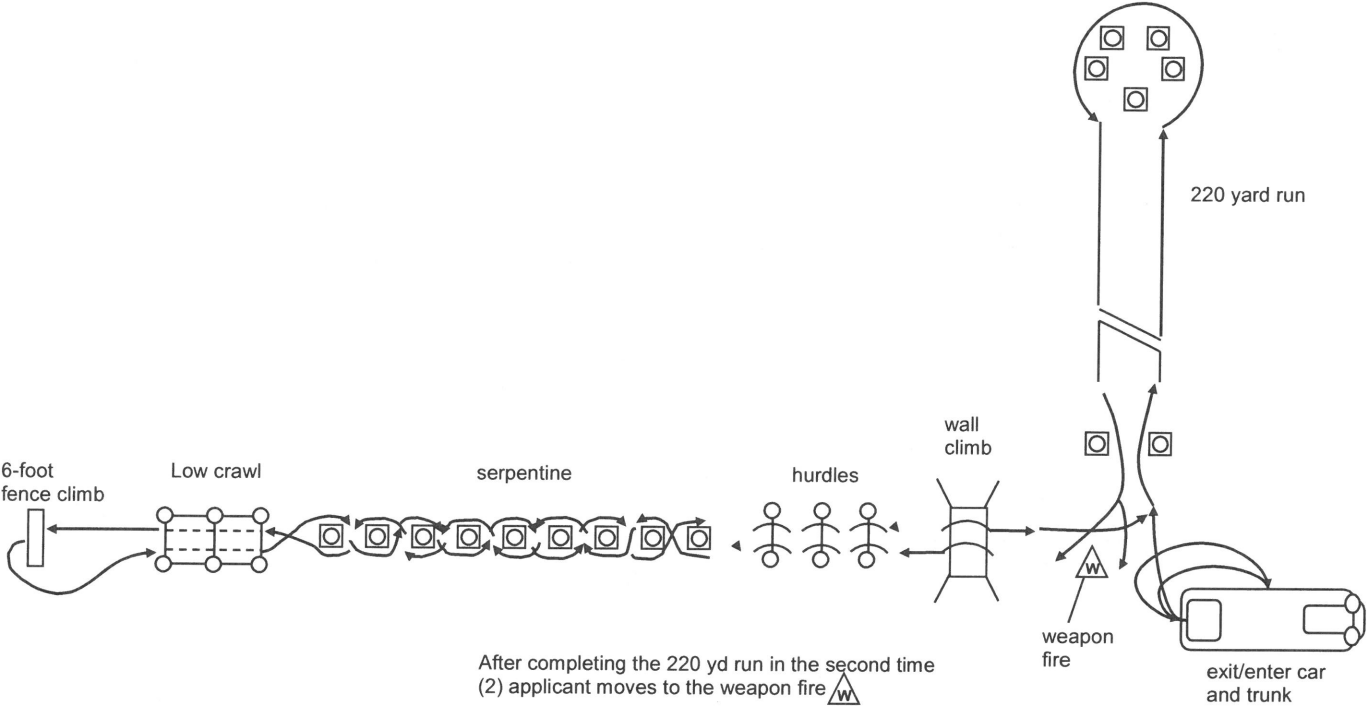 220 yard run
wall
climb
6-foot
fence climb
Low crawl
serpentine
hurdles
W
weapon
fire
exit/enter car
and trunk
After completing the 220 yd run in the second time
(2) applicant moves to the weapon fire W